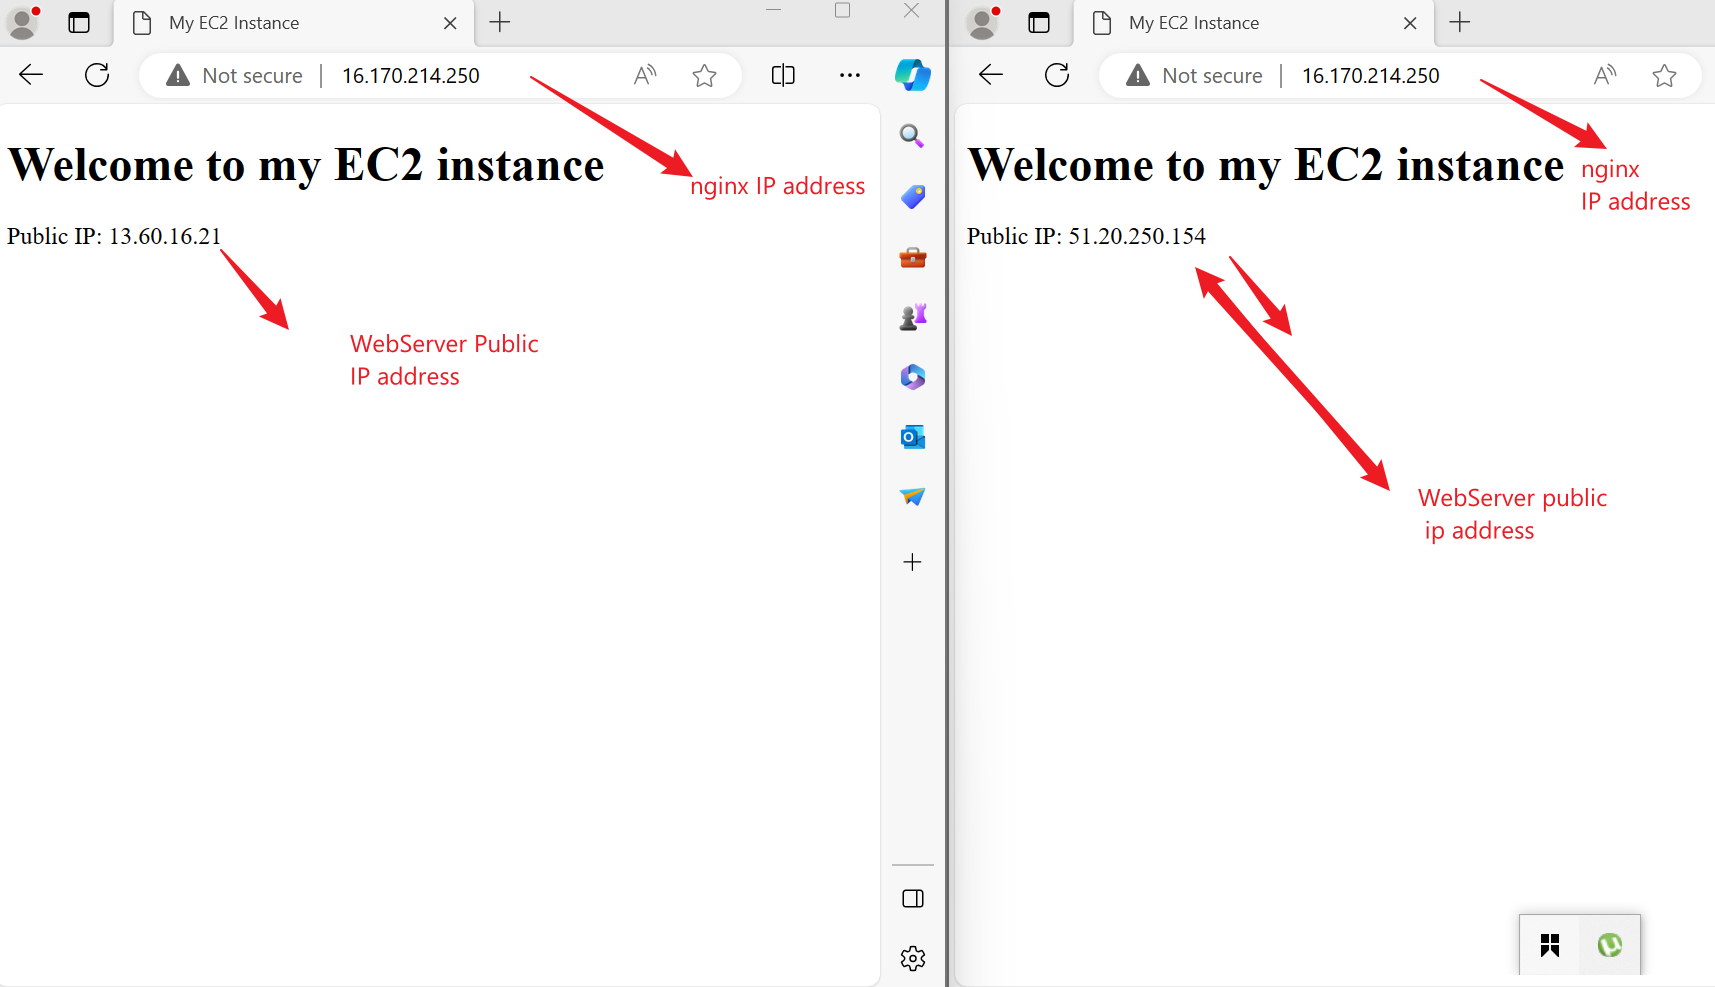 My EC2 Instance
Not secure
16.170.214.250
Welcome to my EC2 instance
nginx IP address
Public IP: 13.60.16.21
WebServer Public
IP address
My EC2 Instance
Not secure
16.170.214.250
Welcome to my EC2 instance
nginx
IP address
Public IP: 51.20.250.154
WebServer public
ip address